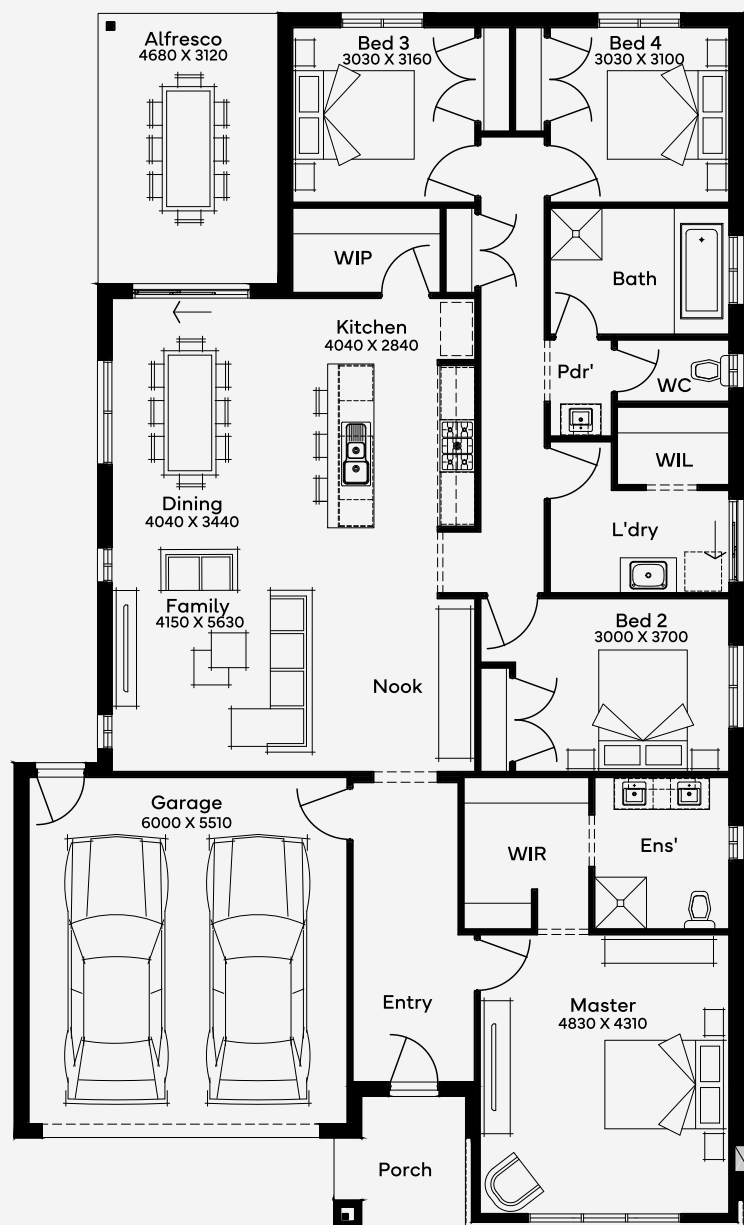 Alfresco
4680 X 3120
Bed 3
3030 X 3160
Bed 4
3030 X 3100
WIP
Bath
Kitchen
4040 X 2840
Pdr'
WC
WIL
Dining
4040 X 3440
L'dry
Family
4150 X 5630
Bed 2
3000 X 3700
Nook
Garage
6000 X 5510
WIR
Ens'
Entry
Master
4830 X 4310
Porch